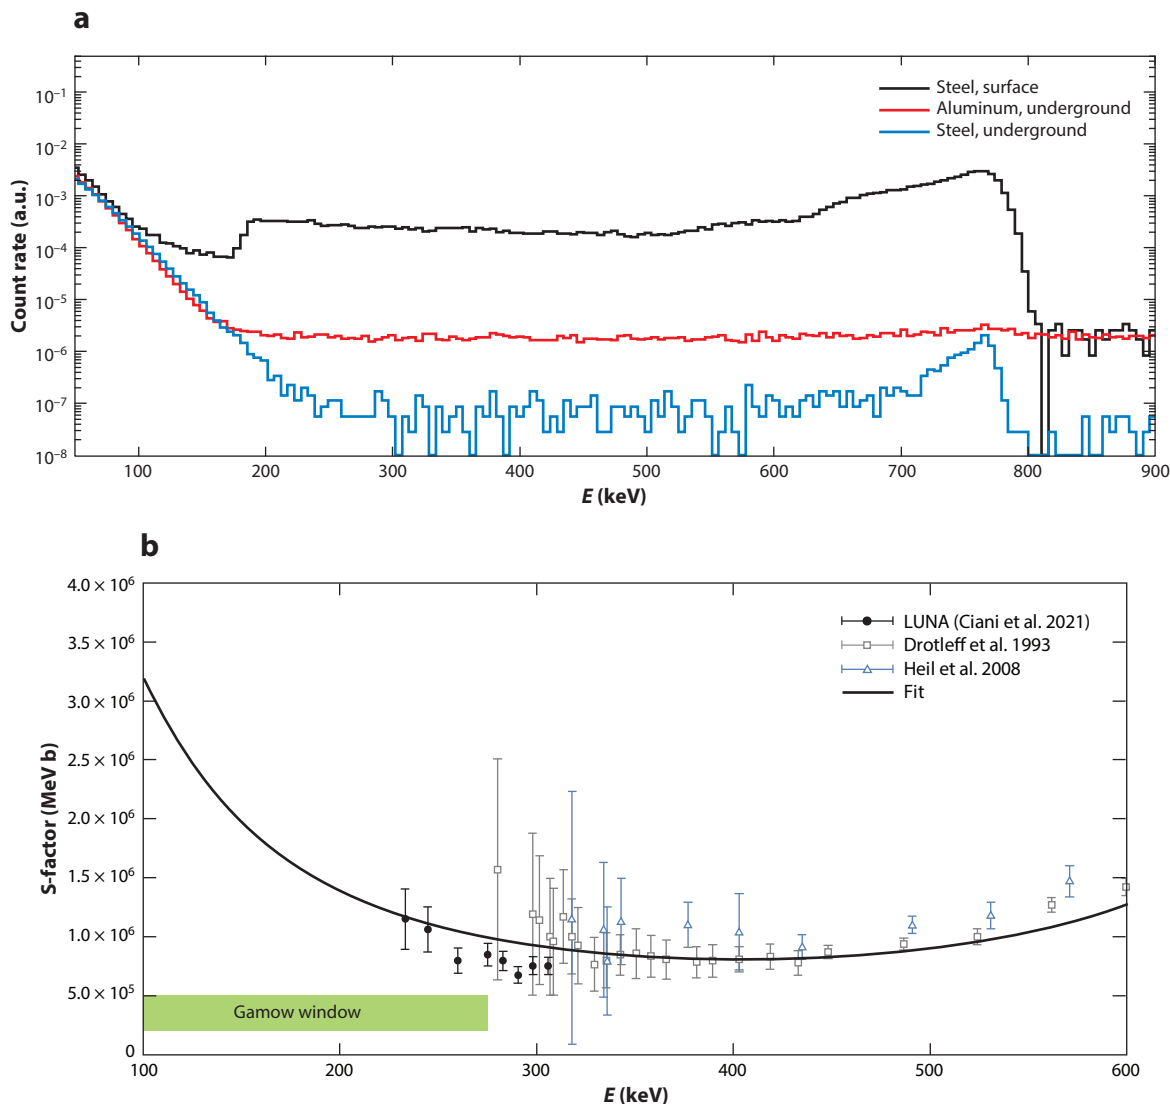 a
Steel, surface
Aluminum, underground
Steel, underground
Count rate (a.u.)
10⁻¹
10⁻²
10⁻³
10⁻⁴
10⁻⁵
10⁻⁶
10⁻⁷
10⁻⁸
100 200 300 400 500 600 700 800 900
E (keV)
b
LUNA (Ciani et al. 2021)
Drotleff et al. 1993
Heil et al. 2008
Fit
S-factor (MeV b)
4.0 × 10⁶
3.5 × 10⁶
3.0 × 10⁶
2.5 × 10⁶
2.0 × 10⁶
1.5 × 10⁶
1.0 × 10⁶
5.0 × 10⁵
0
Gamow window
100 200 300 400 500 600
E (keV)